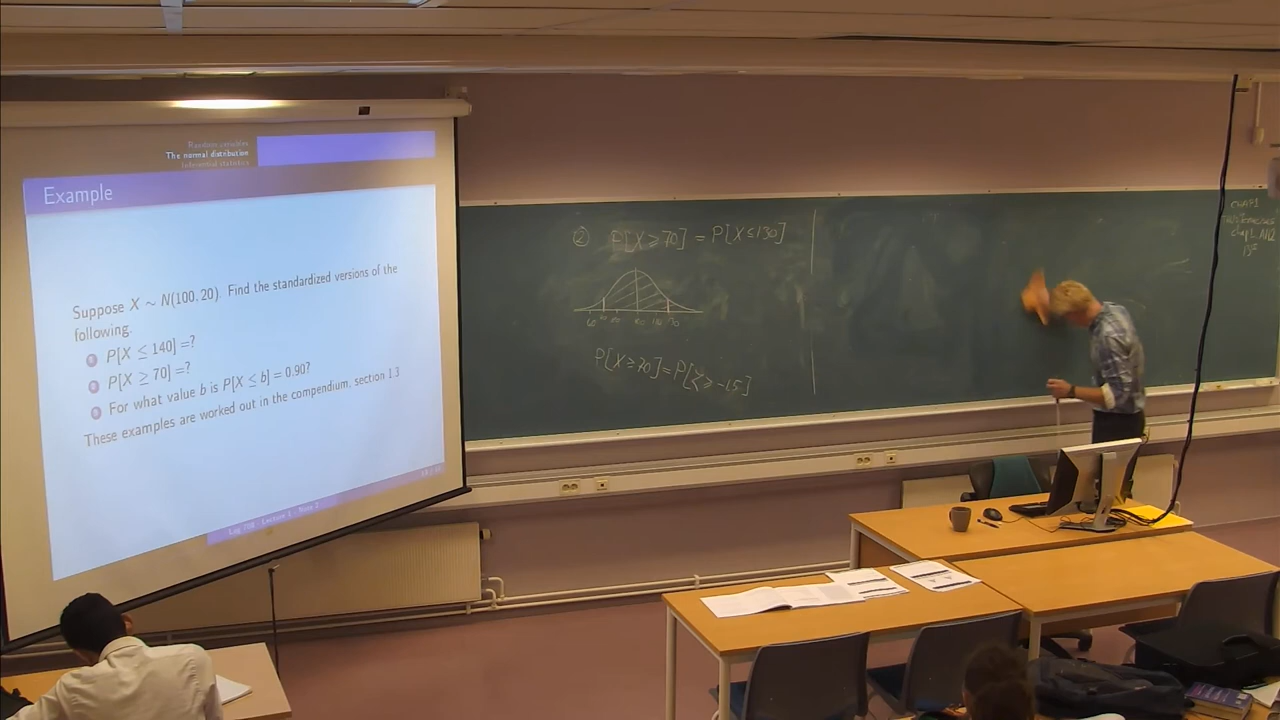 Random variables
The normal distribution
Inferential statistics
Example
Suppose X ∼ N(100, 20). Find the standardized versions of the
following.
P[X ≤ 140] =?
P[X ≥ 70] =?
For what value b is P[X ≤ b] = 0.90?
These examples are worked out in the compendium, section 1.3
② P[X ≥ 70] = P[X ≤ 130]
P[X ≥ 70] = P[Z ≥ -1.5]